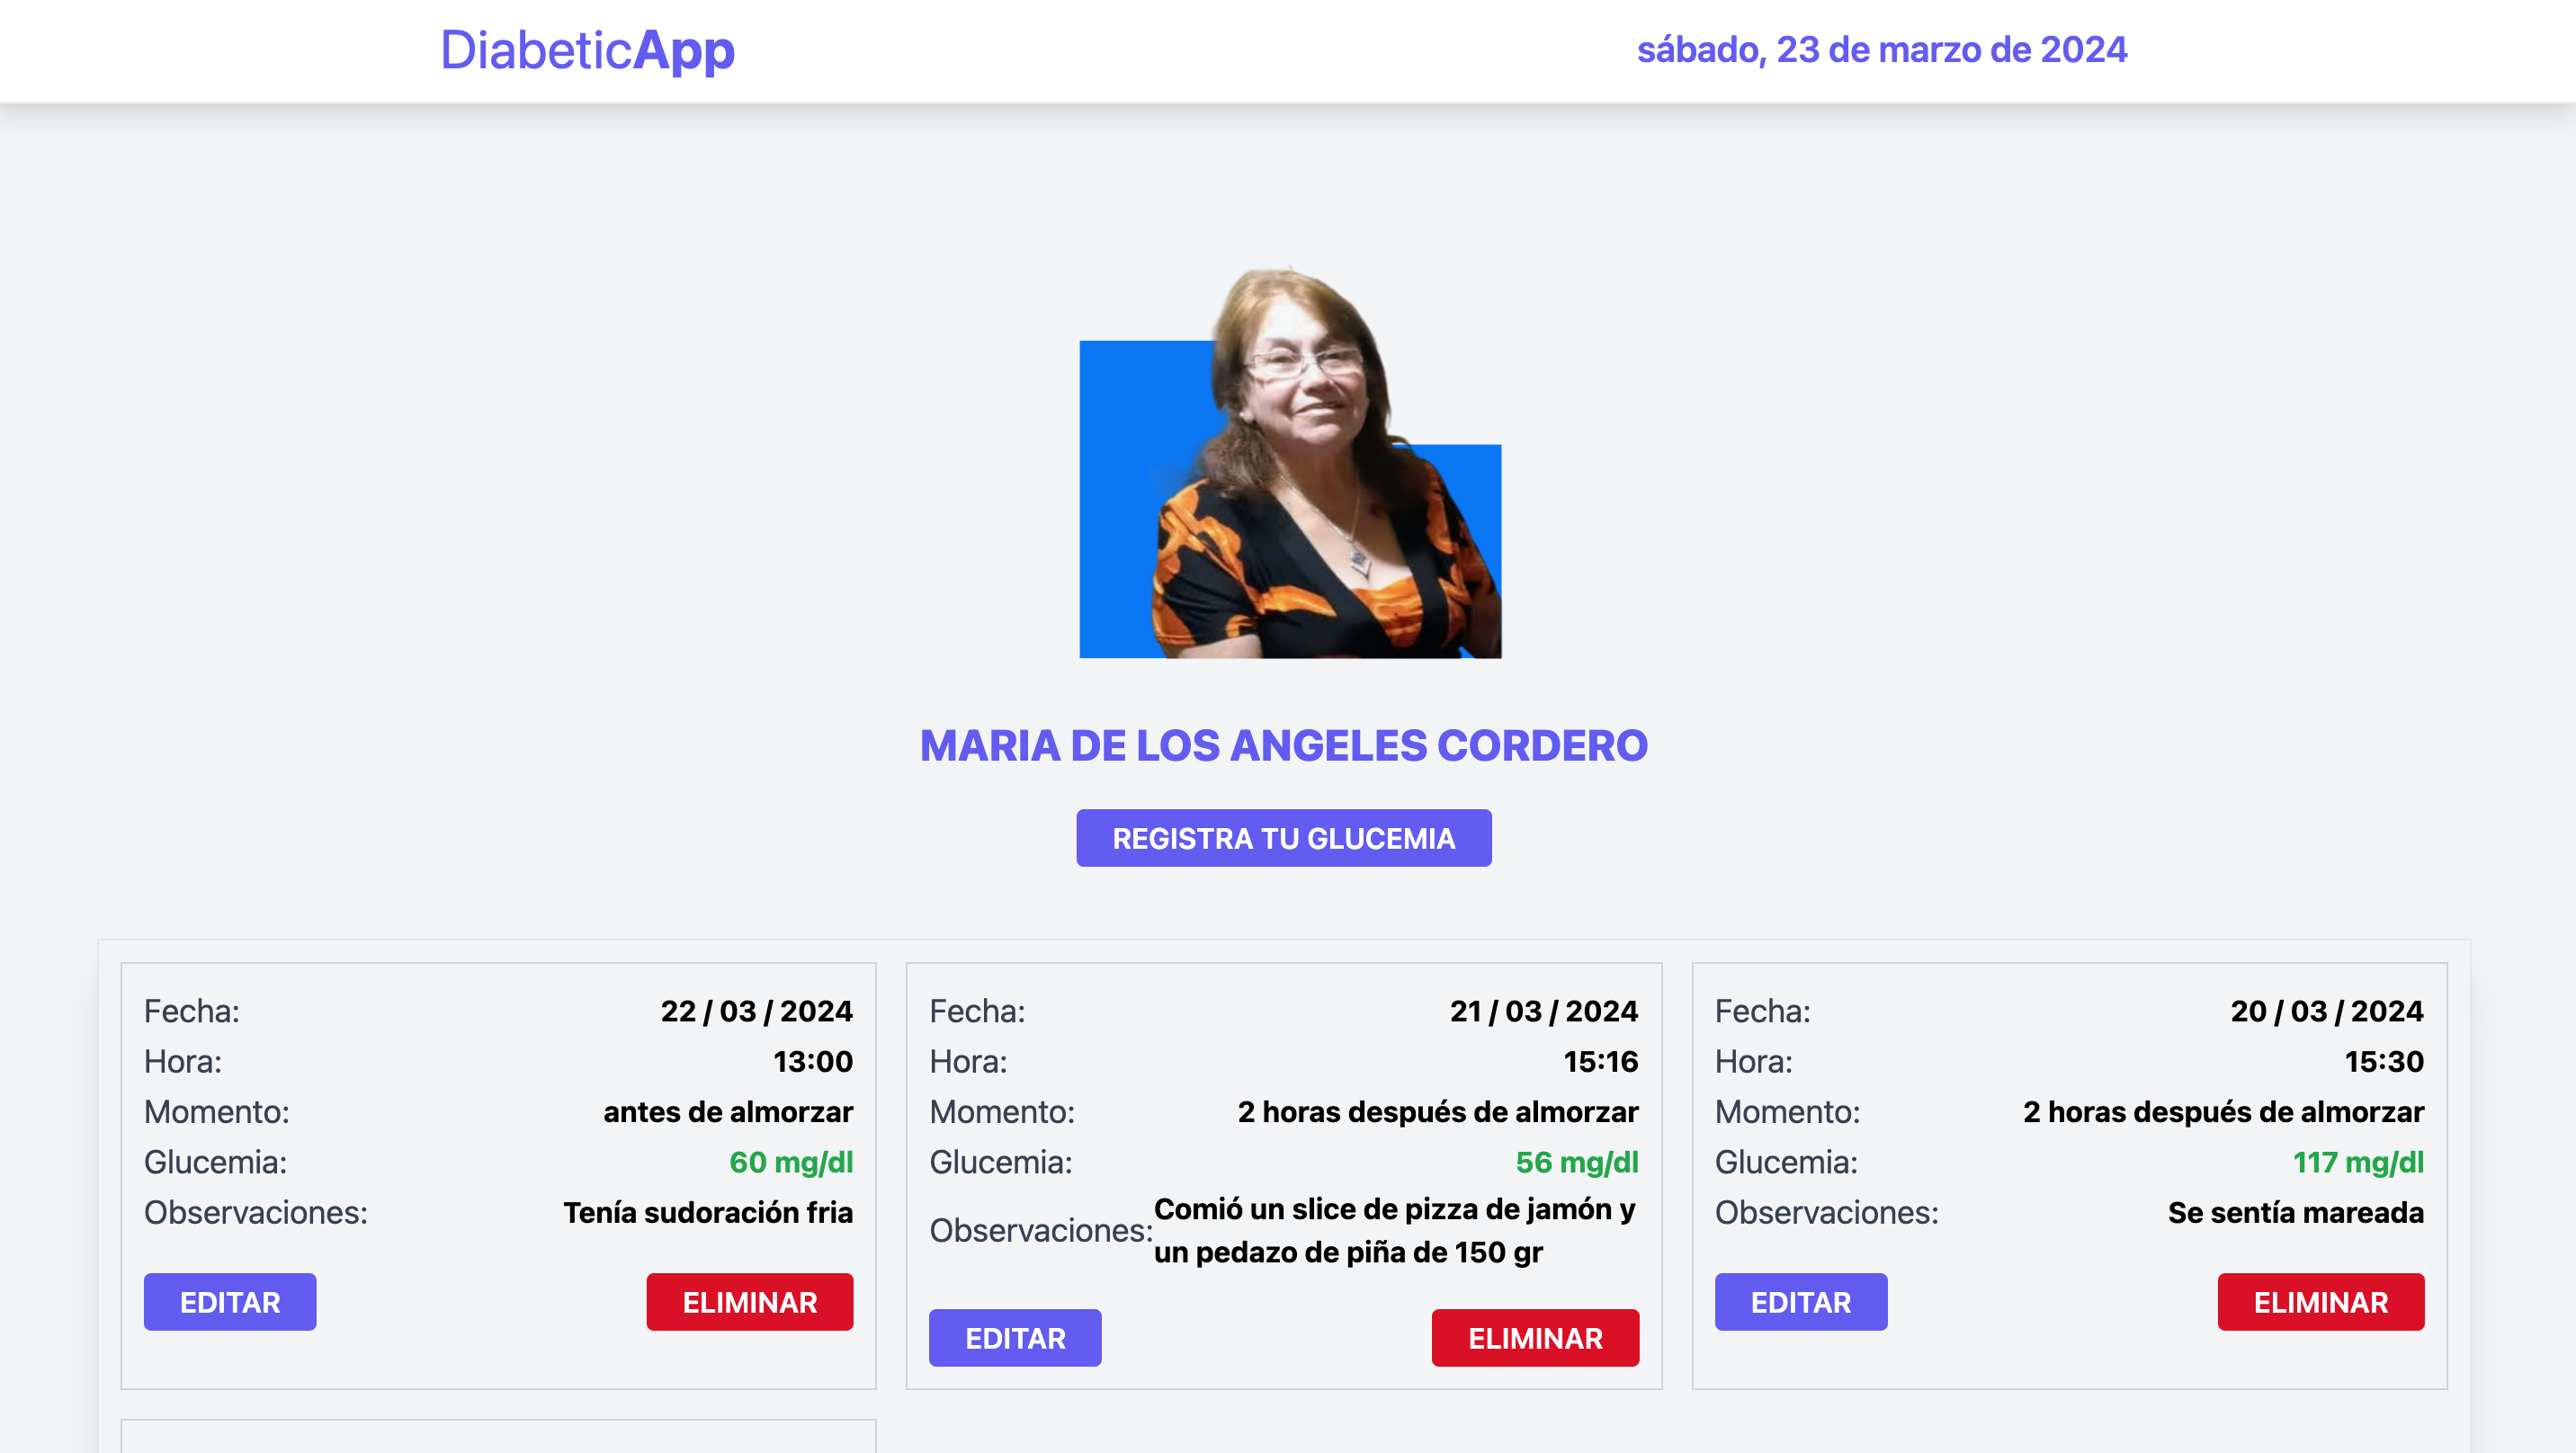 DiabeticApp
sábado, 23 de marzo de 2024
MARIA DE LOS ANGELES CORDERO
REGISTRA TU GLUCEMIA
Fecha: 22 / 03 / 2024
Hora: 13:00
Momento: antes de almorzar
Glucemia: 60 mg/dl
Observaciones: Tenía sudoración fria
EDITAR ELIMINAR
Fecha: 21 / 03 / 2024
Hora: 15:16
Momento: 2 horas después de almorzar
Glucemia: 56 mg/dl
Observaciones: Comió un slice de pizza de jamón y
un pedazo de piña de 150 gr
EDITAR ELIMINAR
Fecha: 20 / 03 / 2024
Hora: 15:30
Momento: 2 horas después de almorzar
Glucemia: 117 mg/dl
Observaciones: Se sentía mareada
EDITAR ELIMINAR